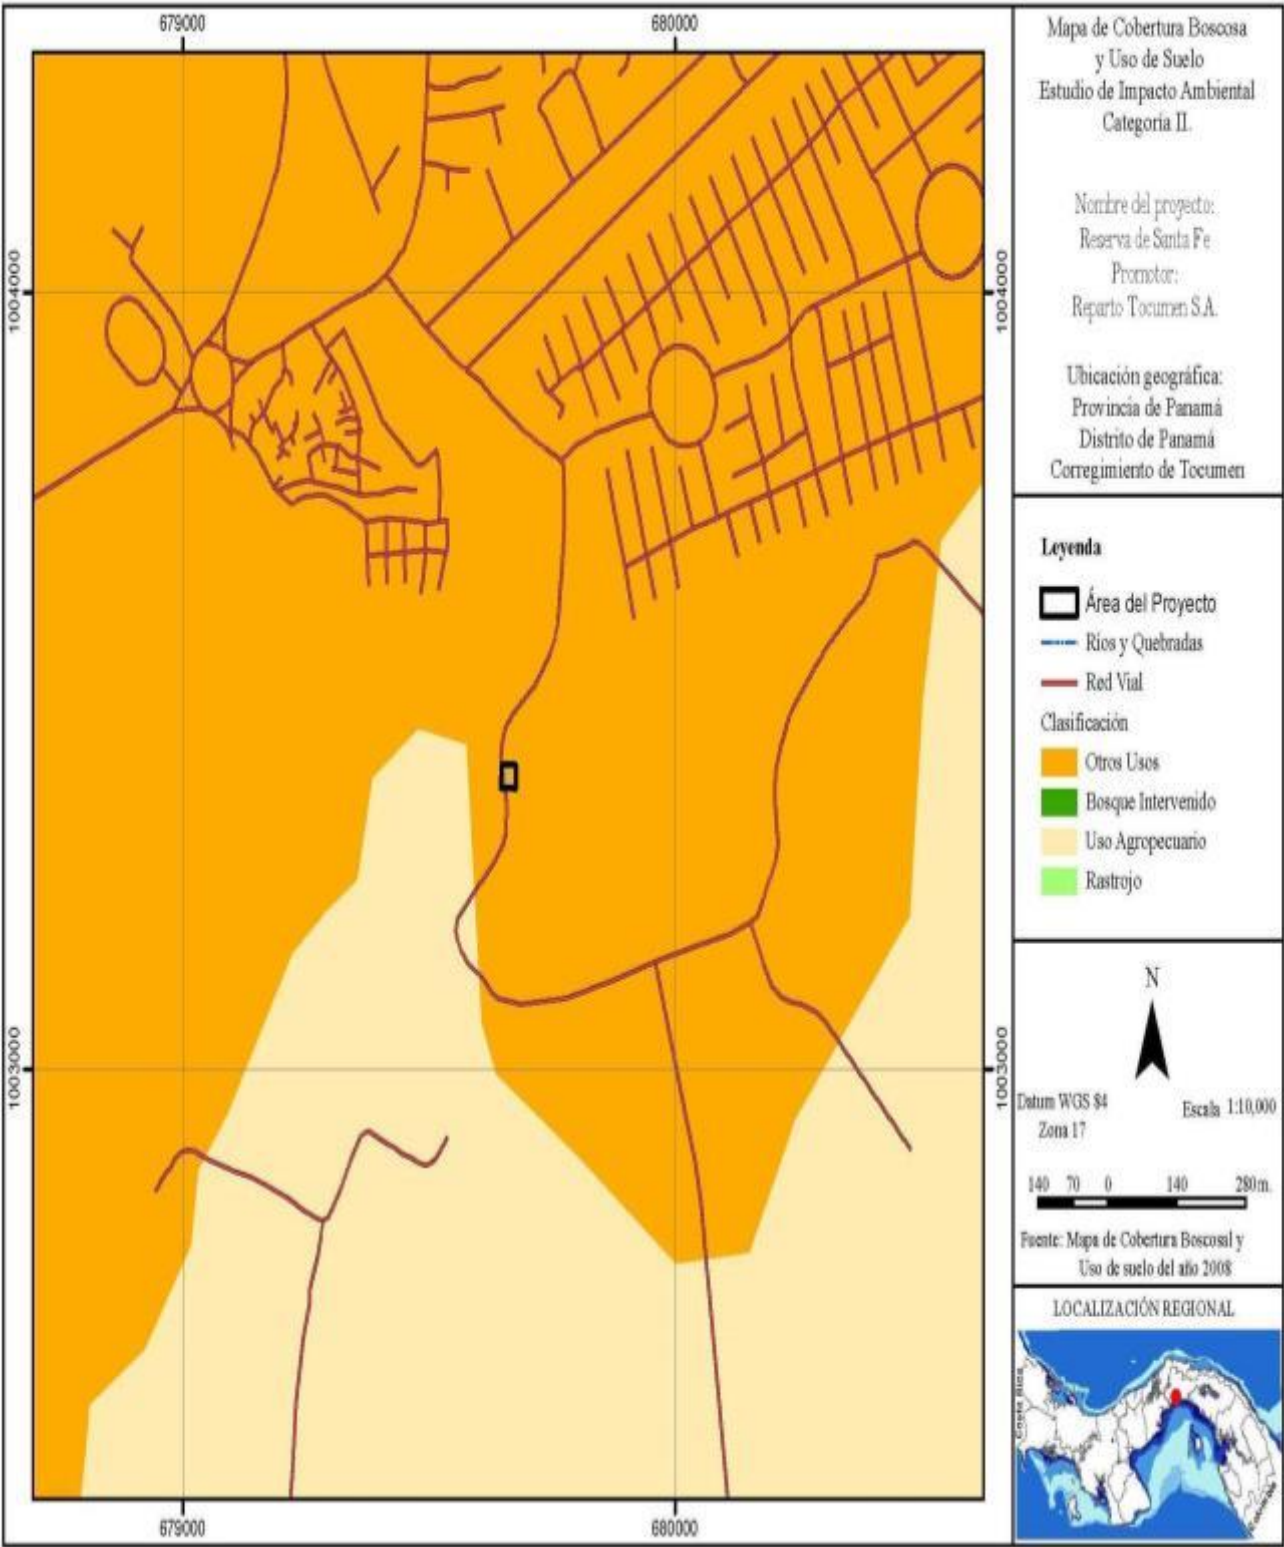 679000
680000
1004000
1004000
1003000
1003000
679000
680000
Mapa de Cobertura Boscosa
y Uso de Suelo
Estudio de Impacto Ambiental
Categoría II.
Nombre del proyecto:
Reserva de Santa Fe
Promotor:
Reparto Tocumen S.A.
Ubicación geográfica:
Provincia de Panamá
Distrito de Panamá
Corregimiento de Tocumen
Leyenda
Área del Proyecto
Ríos y Quebradas
Red Vial
Clasificación
Otros Usos
Bosque Intervenido
Uso Agropecuario
Rastrojo
N
Datum WGS 84
Zona 17
Escala 1:10,000
140 70 0 140 280m.
Fuente: Mapa de Cobertura Boscosal y
Uso de suelo del año 2008
LOCALIZACIÓN REGIONAL
Costa Rica